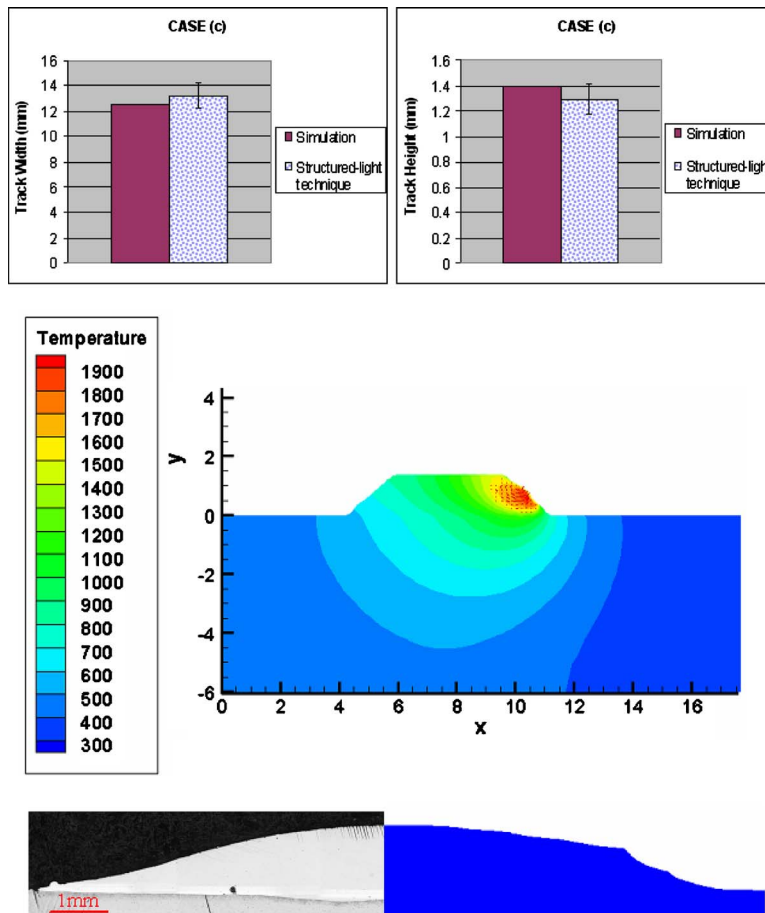 CASE (c)
Track Width (mm)
16
14
12
10
8
6
4
2
0
Simulation
Structured-light
technique
CASE (c)
Track Height (mm)
1.6
1.4
1.2
1
0.8
0.6
0.4
0.2
0
Simulation
Structured-light
technique
Temperature
1900
1800
1700
1600
1500
1400
1300
1200
1100
1000
900
800
700
600
500
400
300
y
4
2
0
-2
-4
-6
0 2 4 6 8 10 12 14 16
x
1mm